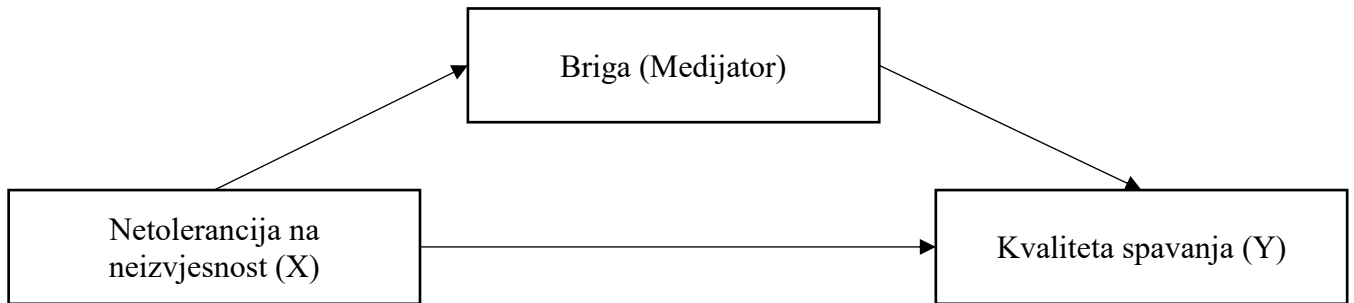 Briga (Medijator)
Netolerancija na
neizvjesnost (X)
Kvaliteta spavanja (Y)